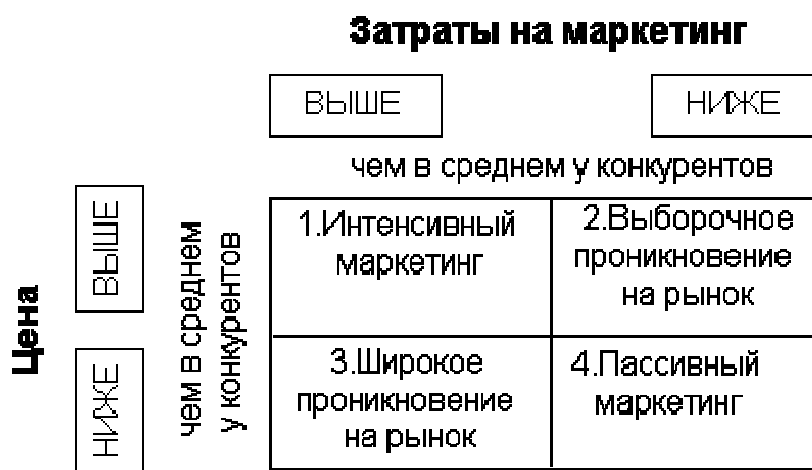 Затраты на маркетинг
ВЫШЕ
НИЖЕ
чем в среднем у конкурентов
Цена
ВЫШЕ
НИЖЕ
чем в среднем
у конкурентов
1.Интенсивный
маркетинг
2.Выборочное
проникновение
на рынок
3.Широкое
проникновение
на рынок
4.Пассивный
маркетинг